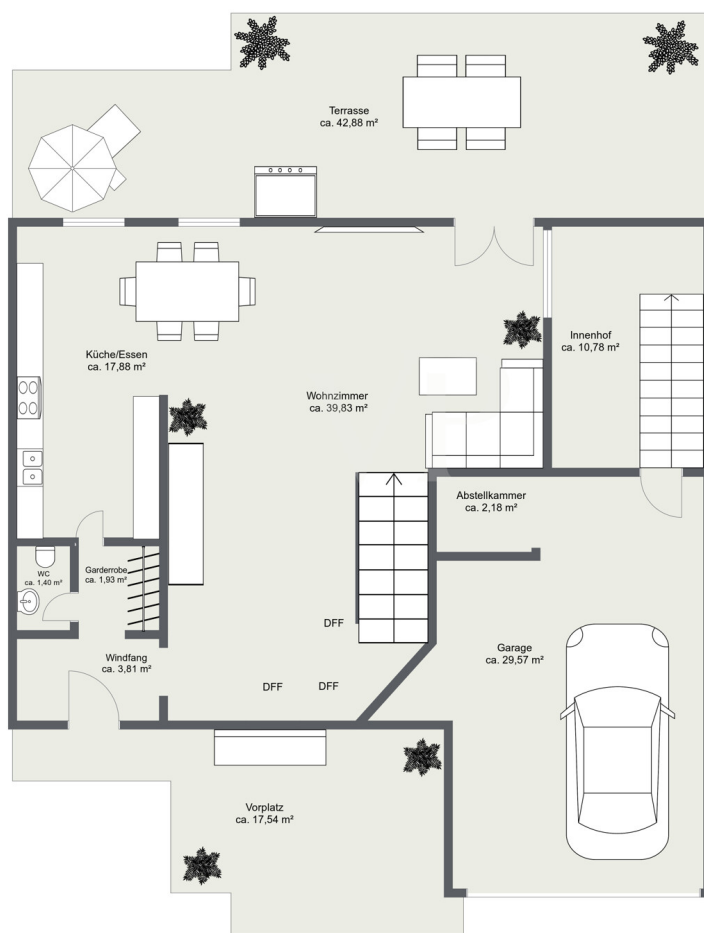 Terrasse
ca. 42,88 m²
Innenhof
ca. 10,78 m²
Küche/Essen
ca. 17,88 m²
Wohnzimmer
ca. 39,83 m²
Abstellkammer
ca. 2,18 m²
WC
ca. 1,40 m²
Garderrobe
ca. 1,93 m²
DFF
Windfang
ca. 3,81 m²
Garage
ca. 29,57 m²
DFF
DFF
Vorplatz
ca. 17,54 m²